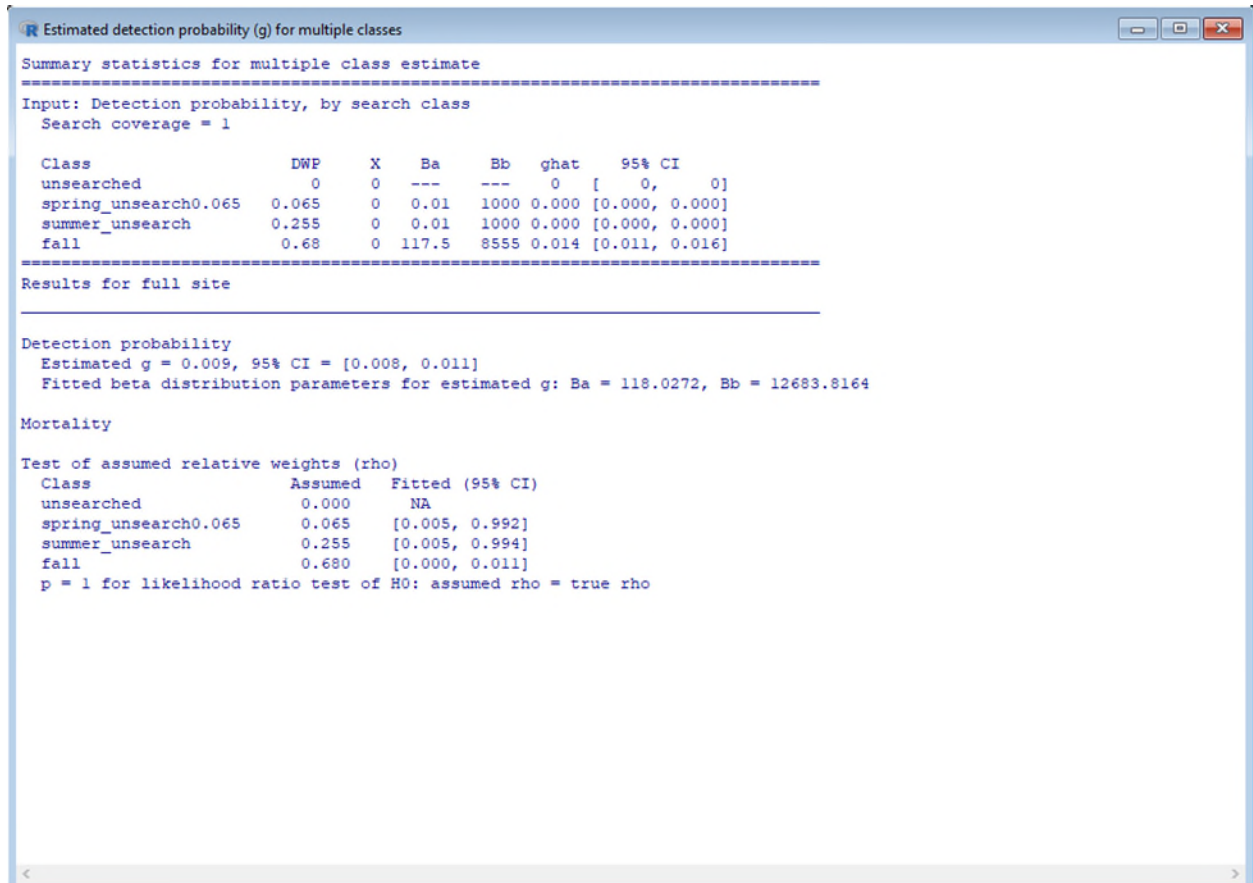 Estimated detection probability (g) for multiple classes
Summary statistics for multiple class estimate
================================================================================
Input: Detection probability, by search class
  Search coverage = 1
  Class                DWP      X    Ba     Bb   ghat     95% CI
  unsearched             0      0   ---    ---    0   [    0,      0]
  spring_unsearch0.065   0.065      0   0.01   1000 0.000 [0.000, 0.000]
  summer_unsearch      0.255      0   0.01   1000 0.000 [0.000, 0.000]
  fall                  0.68      0  117.5   8555 0.014 [0.011, 0.016]
================================================================================
Results for full site
________________________________________________________________________________
Detection probability
  Estimated g = 0.009, 95% CI = [0.008, 0.011]
  Fitted beta distribution parameters for estimated g: Ba = 118.0272, Bb = 12683.8164
Mortality
Test of assumed relative weights (rho)
  Class                Assumed   Fitted (95% CI)
  unsearched            0.000      NA
  spring_unsearch0.065      0.065    [0.005, 0.992]
  summer_unsearch       0.255    [0.005, 0.994]
  fall                  0.680    [0.000, 0.011]
  p = 1 for likelihood ratio test of H0: assumed rho = true rho